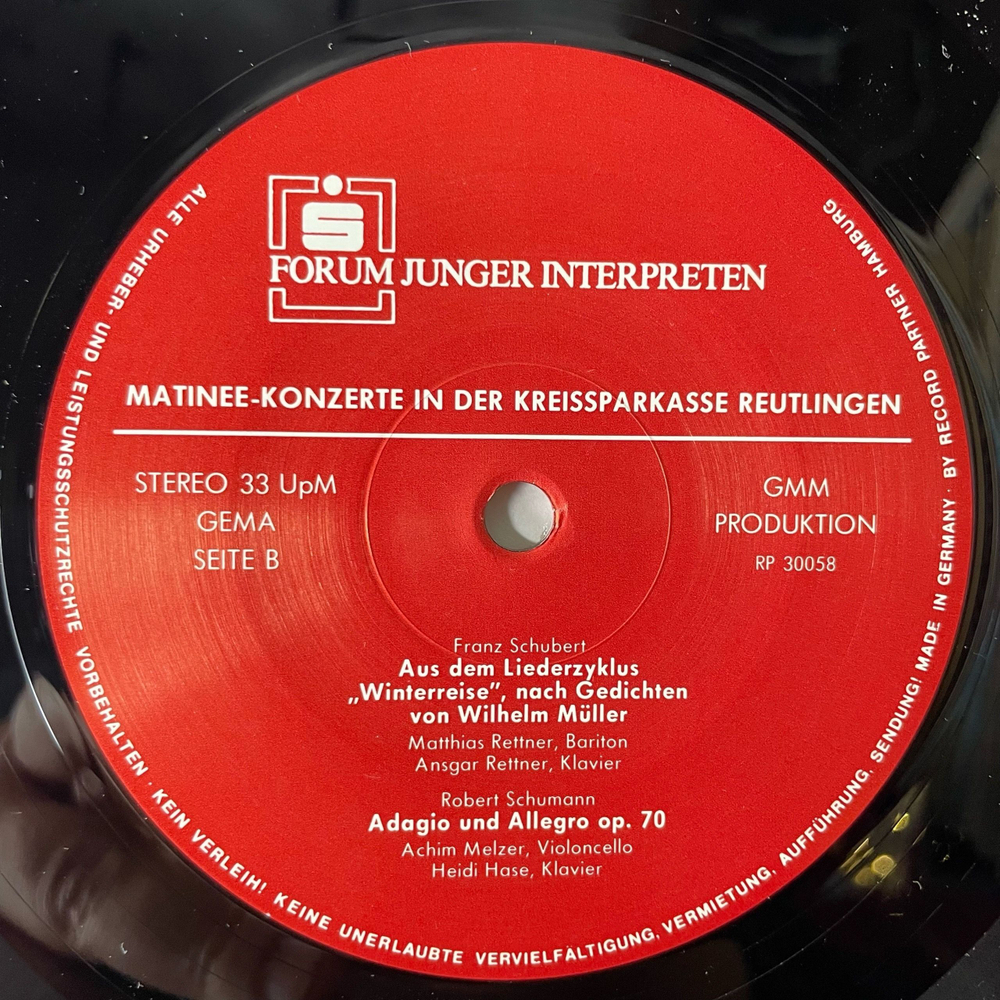 S
FORUM JUNGER INTERPRETEN
MATINEE-KONZERTE IN DER KREISSPARKASSE REUTLINGEN
STEREO 33 UpM
GEMA
SEITE B
GMM
PRODUKTION
RP 30058
Franz Schubert
Aus dem Liederzyklus
„Winterreise”, nach Gedichten
von Wilhelm Müller
Matthias Rettner, Bariton
Ansgar Rettner, Klavier
Robert Schumann
Adagio und Allegro op. 70
Achim Melzer, Violoncello
Heidi Hase, Klavier
ALLE URHEBER- UND LEISTUNGSSCHUTZRECHTE VORBEHALTEN · KEIN VERLEIH! KEINE UNERLAUBTE VERVIELFÄLTIGUNG, VERMIETUNG, AUFFÜHRUNG, SENDUNG! MADE IN GERMANY · BY RECORD PARTNER HAMBURG